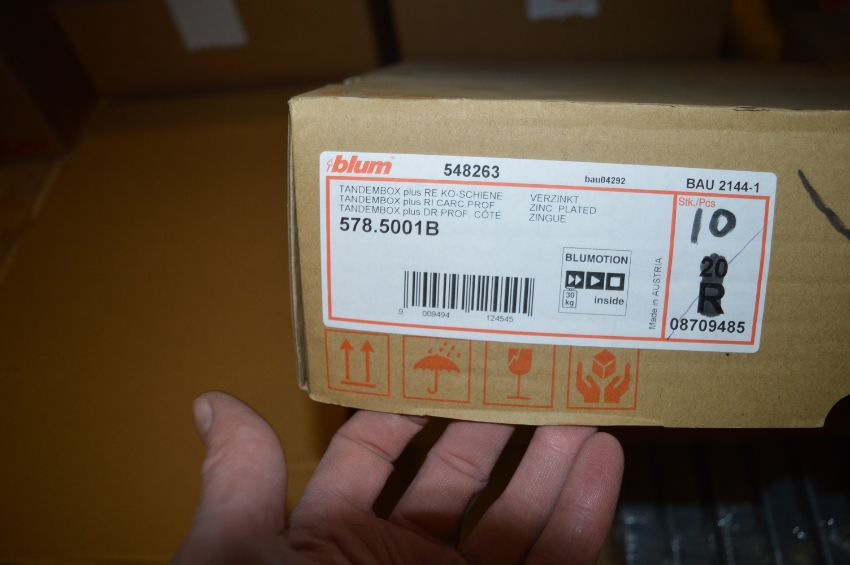 blum 548263 bau04292 BAU 2144-1
TANDEMBOX plus RE KO-SCHIENE VERZINKT
TANDEMBOX plus RI CARC PROF ZINC PLATED
TANDEMBOX plus DR PROF. CÔTÉ ZINGUE
578.5001B
Stk./Pcs
10
20
R
08709485
Made in AUSTRIA
BLUMOTION
30
kg
inside
9 009494 124545